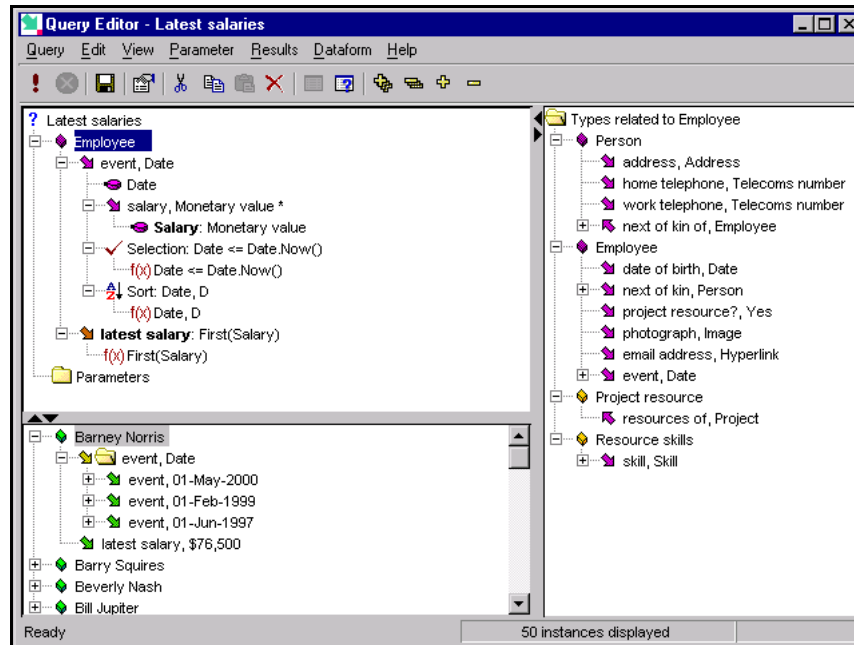 Query Editor - Latest salaries
Query Edit View Parameter Results Dataform Help
? Latest salaries
Employee
event, Date
Date
salary, Monetary value *
Salary: Monetary value
Selection: Date <= Date.Now()
f(x) Date <= Date.Now()
Sort: Date, D
f(x) Date, D
latest salary: First(Salary)
f(x) First(Salary)
Parameters
Barney Norris
event, Date
event, 01-May-2000
event, 01-Feb-1999
event, 01-Jun-1997
latest salary, $76,500
Barry Squires
Beverly Nash
Bill Jupiter
Types related to Employee
Person
address, Address
home telephone, Telecoms number
work telephone, Telecoms number
next of kin of, Employee
Employee
date of birth, Date
next of kin, Person
project resource?, Yes
photograph, Image
email address, Hyperlink
event, Date
Project resource
resources of, Project
Resource skills
skill, Skill
Ready
50 instances displayed